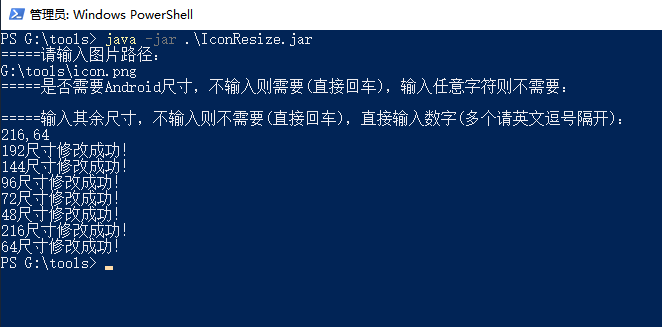 管理员: Windows PowerShell
PS G:\tools> java -jar .\IconResize.jar
=====请输入图片路径:
G:\tools\icon.png
=====是否需要Android尺寸，不输入则需要(直接回车)，输入任意字符则不需要:
=====输入其余尺寸，不输入则不需要(直接回车)，直接输入数字(多个请英文逗号隔开):
216,64
192尺寸修改成功!
144尺寸修改成功!
96尺寸修改成功!
72尺寸修改成功!
48尺寸修改成功!
216尺寸修改成功!
64尺寸修改成功!
PS G:\tools>